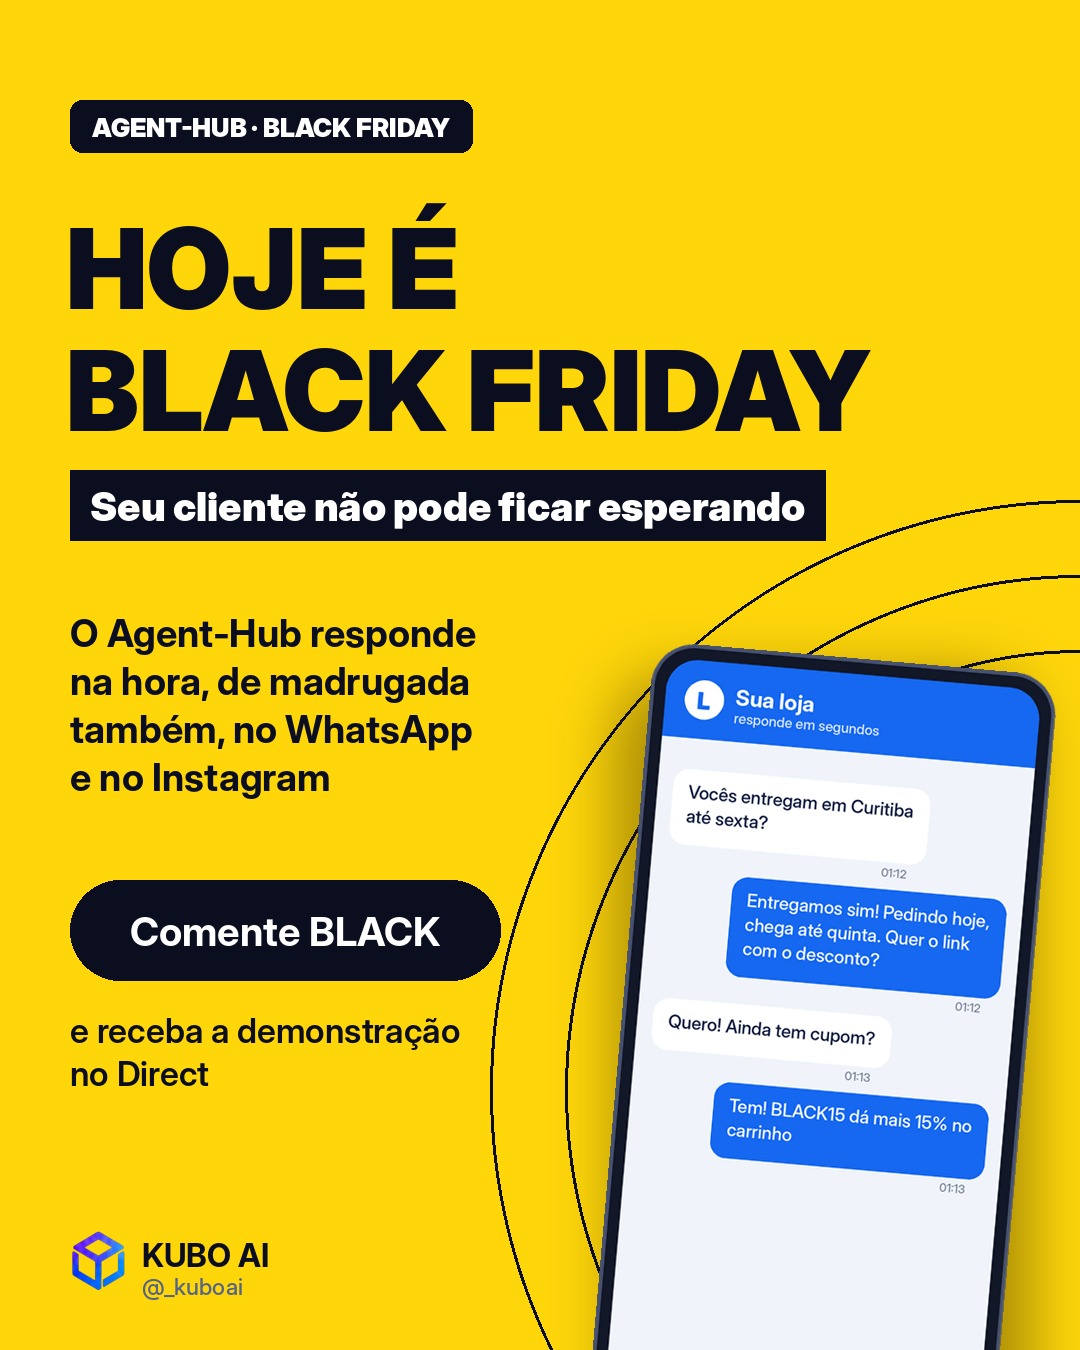 AGENT-HUB · BLACK FRIDAY
HOJE É
BLACK FRIDAY
Seu cliente não pode ficar esperando
O Agent-Hub responde
na hora, de madrugada
também, no WhatsApp
e no Instagram
Comente BLACK
e receba a demonstração
no Direct
KUBO AI
@_kuboai
L
Sua loja
responde em segundos
Vocês entregam em Curitiba
até sexta?
01:12
Entregamos sim! Pedindo hoje,
chega até quinta. Quer o link
com o desconto?
01:12
Quero! Ainda tem cupom?
01:13
Tem! BLACK15 dá mais 15% no
carrinho
01:13